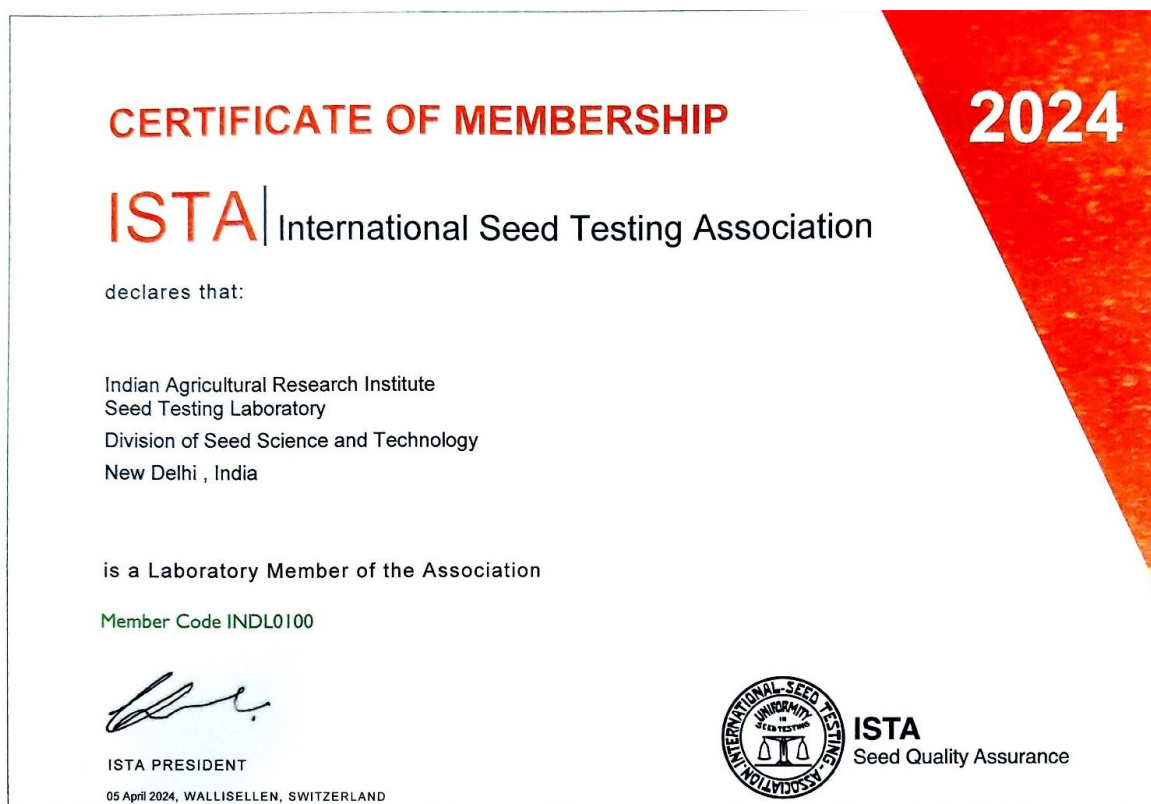 CERTIFICATE OF MEMBERSHIP
2024
ISTA International Seed Testing Association
declares that:
Indian Agricultural Research Institute
Seed Testing Laboratory
Division of Seed Science and Technology
New Delhi , India
is a Laboratory Member of the Association
Member Code INDL0100
ISTA PRESIDENT
05 April 2024, WALLISELLEN, SWITZERLAND
INTERNATIONAL-SEED TESTING-ASSOCIATION.
UNIFORMITY
IN
SEED TESTING
ISTA
Seed Quality Assurance